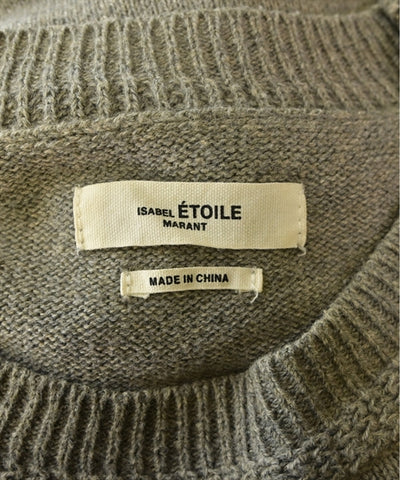 ISABEL ÉTOILE
MARANT
MADE IN CHINA